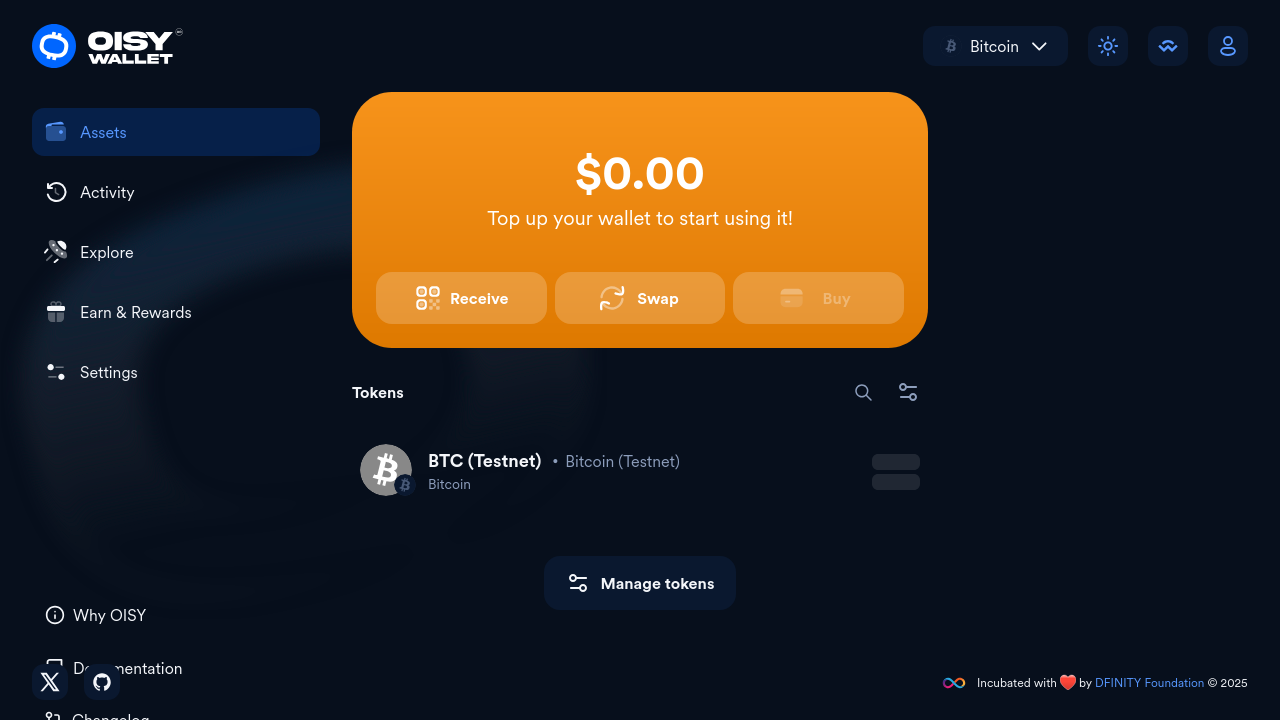 OISY
WALLET
Bitcoin
Assets
Activity
Explore
Earn & Rewards
Settings
$0.00
Top up your wallet to start using it!
Receive
Swap
Buy
Tokens
BTC (Testnet) • Bitcoin (Testnet)
Bitcoin
Manage tokens
Why OISY
Documentation
Changelog
Incubated with ❤️ by DFINITY Foundation © 2025